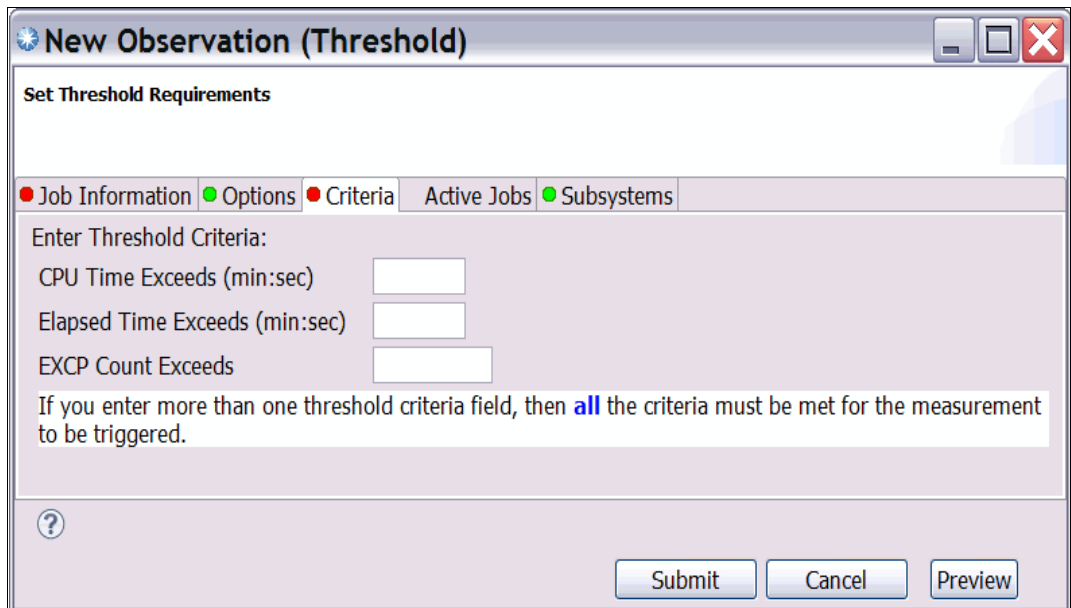 New Observation (Threshold)
Set Threshold Requirements
Job Information Options Criteria Active Jobs Subsystems
Enter Threshold Criteria:
CPU Time Exceeds (min:sec)
Elapsed Time Exceeds (min:sec)
EXCP Count Exceeds
If you enter more than one threshold criteria field, then all the criteria must be met for the measurement
to be triggered.
?
Submit Cancel Preview